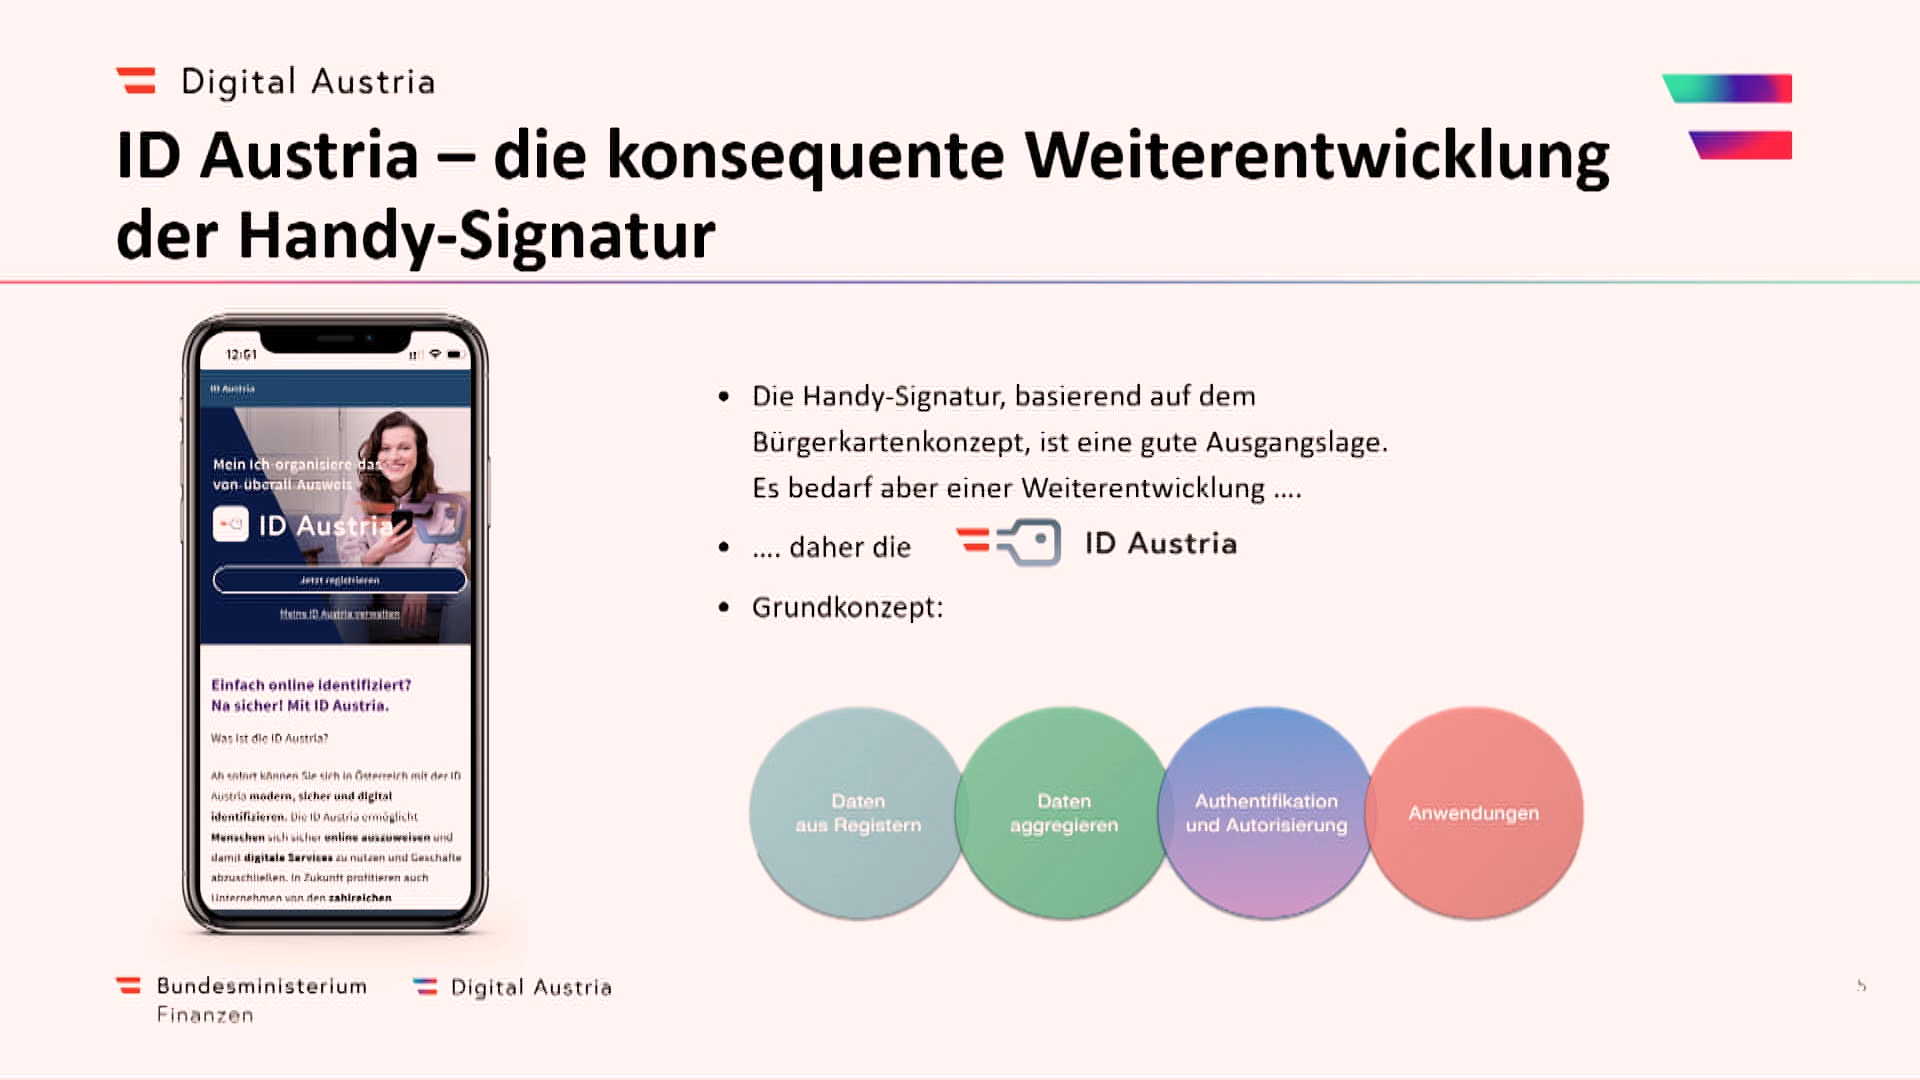 Digital Austria
ID Austria – die konsequente Weiterentwicklung
der Handy-Signatur
12:01
ID Austria
Mein Ich-organisiere-das-
von-überall Ausweis
ID Austria
Jetzt registrieren
Meine ID Austria verwalten
Einfach online identifiziert?
Na sicher! Mit ID Austria.
Was ist die ID Austria?
Ab sofort können Sie sich in Österreich mit der ID
Austria modern, sicher und digital
identifizieren. Die ID Austria ermöglicht
Menschen sich sicher online auszuweisen und
damit digitale Services zu nutzen und Geschäfte
abzuschließen. In Zukunft profitieren auch
Unternehmen von den zahlreichen
• Die Handy-Signatur, basierend auf dem
Bürgerkartenkonzept, ist eine gute Ausgangslage.
Es bedarf aber einer Weiterentwicklung ....
• .... daher die ID Austria
• Grundkonzept:
Daten
aus Registern
Daten
aggregieren
Authentifikation
und Autorisierung
Anwendungen
Bundesministerium
Finanzen
Digital Austria
5